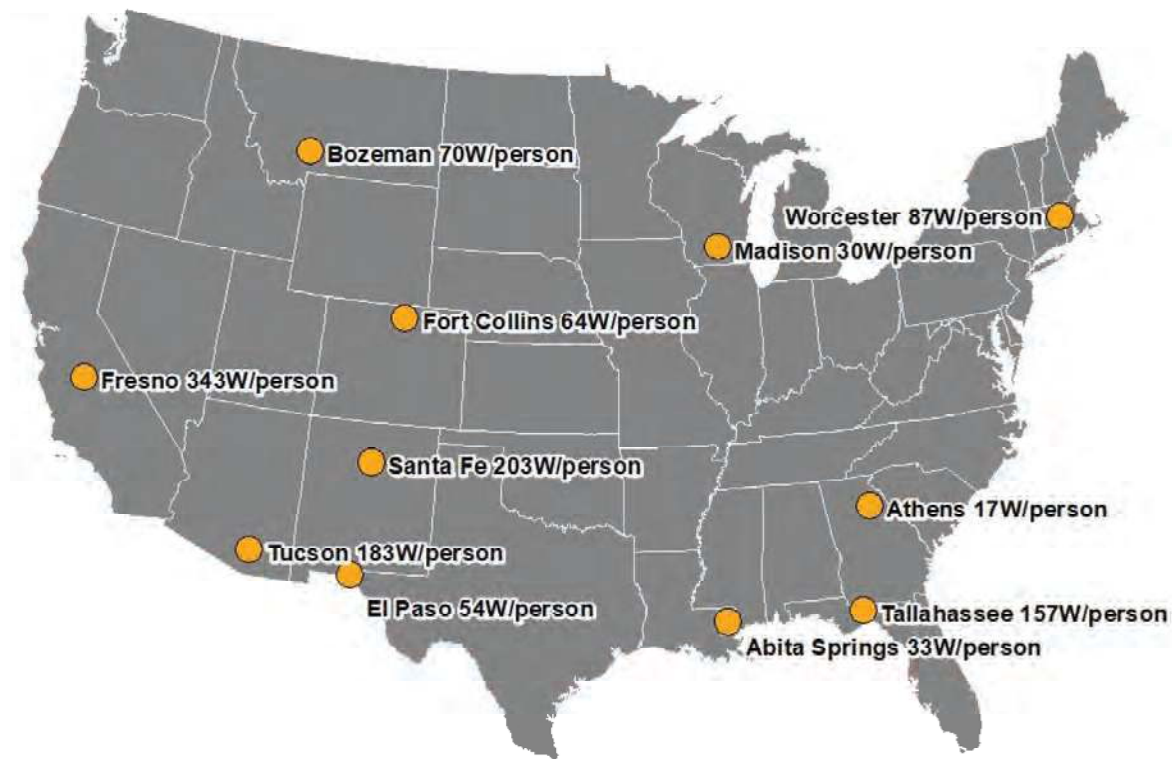 Bozeman 70W/person
Worcester 87W/person
Madison 30W/person
Fort Collins 64W/person
Fresno 343W/person
Santa Fe 203W/person
Athens 17W/person
Tucson 183W/person
El Paso 54W/person
Tallahassee 157W/person
Abita Springs 33W/person